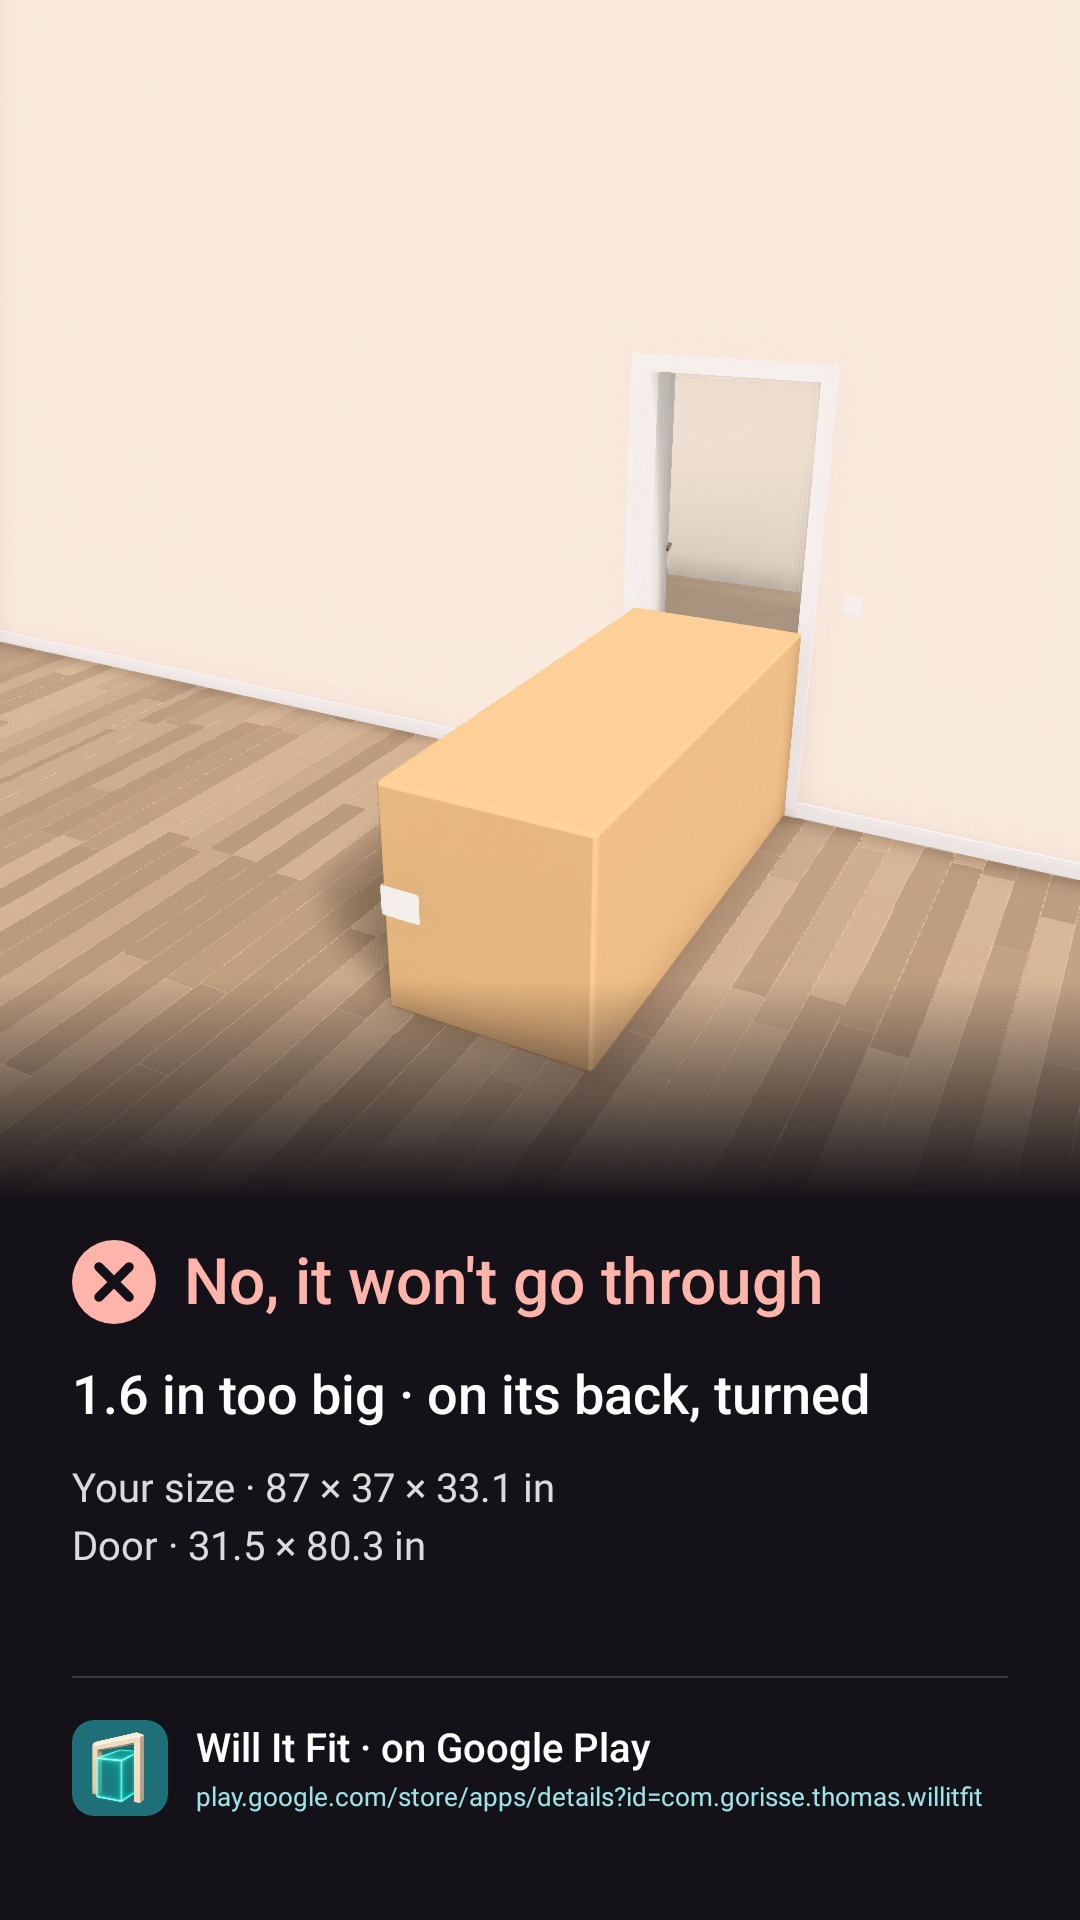 No, it won't go through
1.6 in too big · on its back, turned
Your size · 87 × 37 × 33.1 in
Door · 31.5 × 80.3 in
Will It Fit · on Google Play
play.google.com/store/apps/details?id=com.gorisse.thomas.willitfit